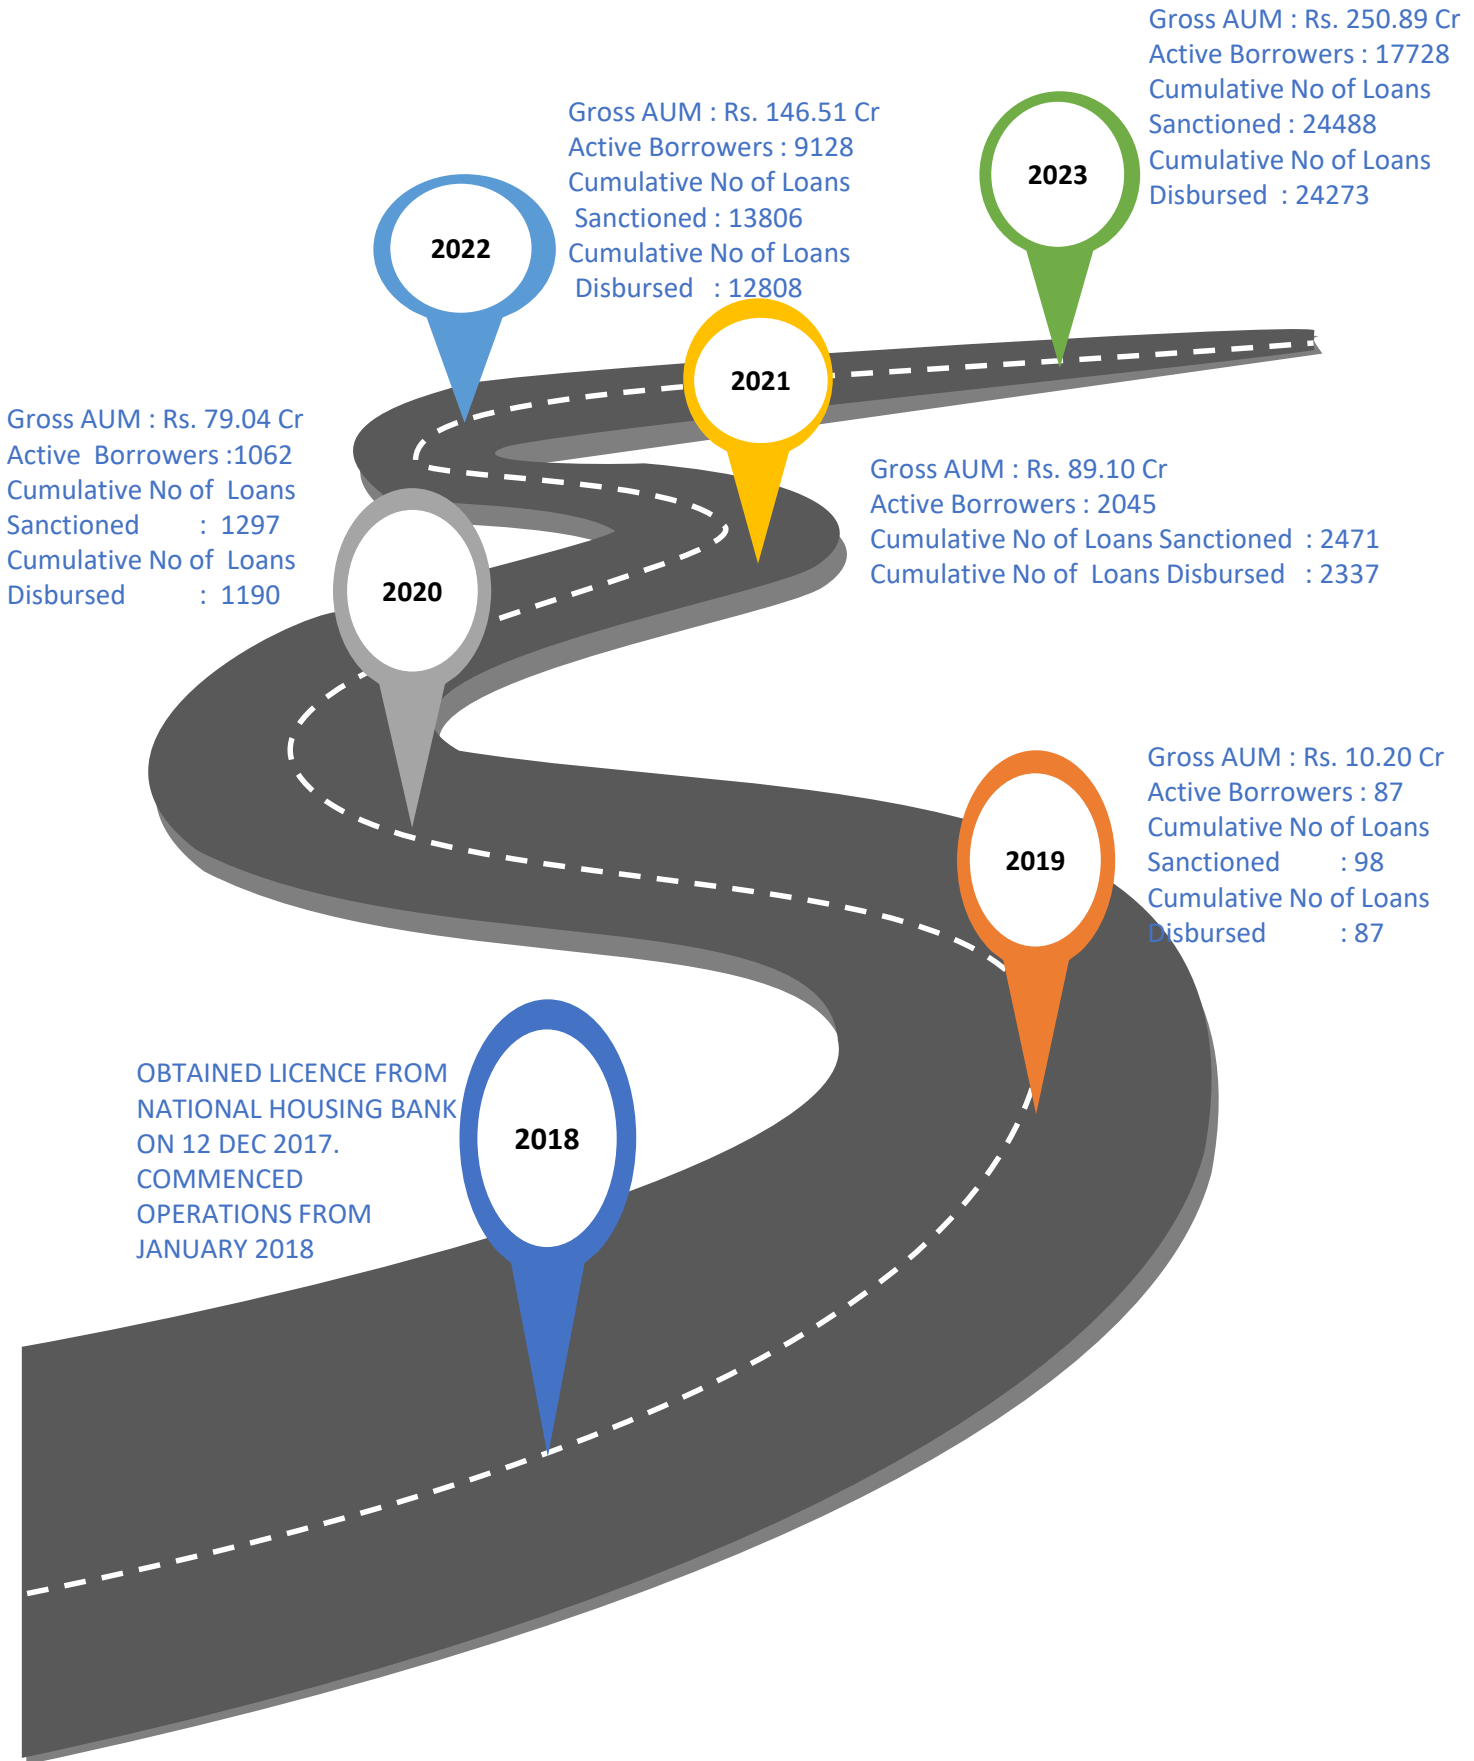 Gross AUM : Rs. 250.89 Cr
Active Borrowers : 17728
Cumulative No of Loans
Sanctioned : 24488
Cumulative No of Loans
Disbursed : 24273
2023
Gross AUM : Rs. 146.51 Cr
Active Borrowers : 9128
Cumulative No of Loans
Sanctioned : 13806
Cumulative No of Loans
Disbursed : 12808
2022
2021
Gross AUM : Rs. 89.10 Cr
Active Borrowers : 2045
Cumulative No of Loans Sanctioned : 2471
Cumulative No of Loans Disbursed : 2337
Gross AUM : Rs. 79.04 Cr
Active Borrowers :1062
Cumulative No of Loans
Sanctioned : 1297
Cumulative No of Loans
Disbursed : 1190
2020
Gross AUM : Rs. 10.20 Cr
Active Borrowers : 87
Cumulative No of Loans
Sanctioned : 98
Cumulative No of Loans
Disbursed : 87
2019
OBTAINED LICENCE FROM
NATIONAL HOUSING BANK
ON 12 DEC 2017.
COMMENCED
OPERATIONS FROM
JANUARY 2018
2018